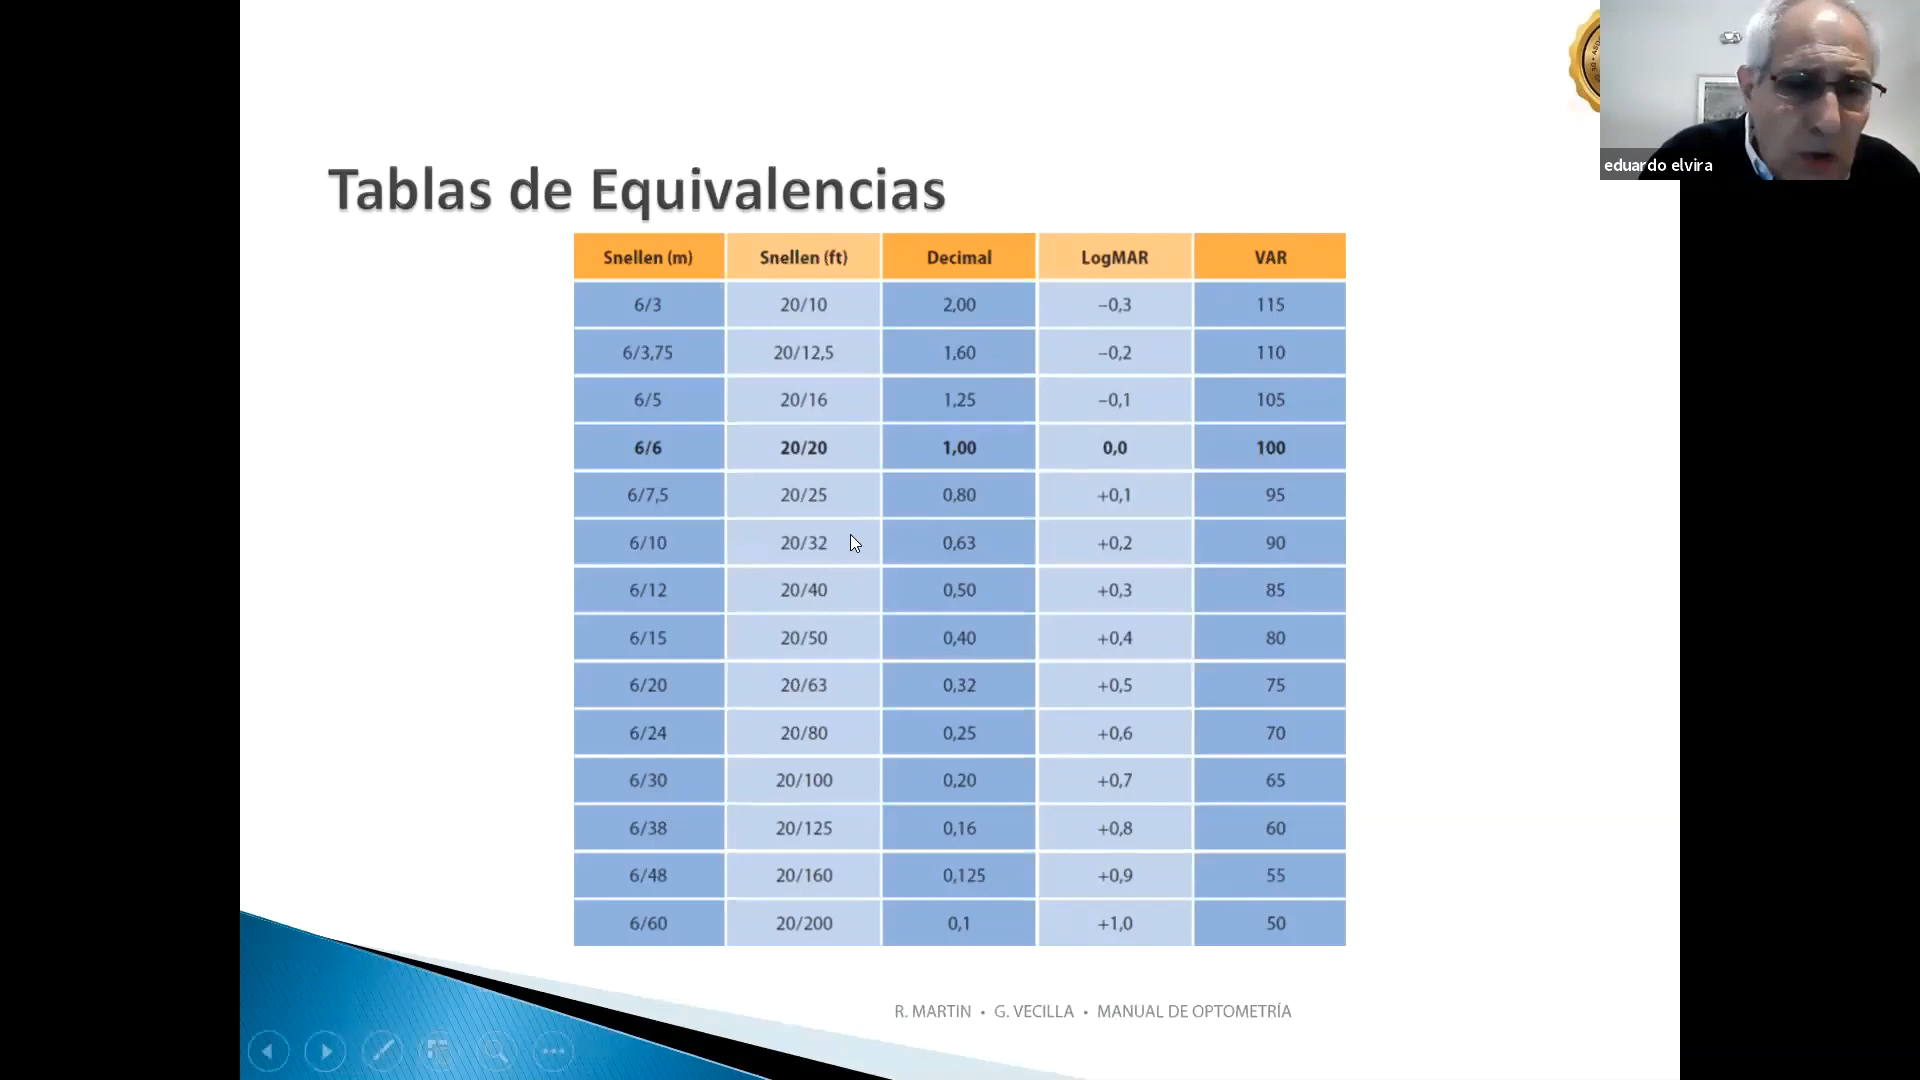 eduardo elvira
Tablas de Equivalencias
Snellen (m) Snellen (ft) Decimal LogMAR VAR
6/3 20/10 2,00 –0,3 115
6/3,75 20/12,5 1,60 –0,2 110
6/5 20/16 1,25 –0,1 105
6/6 20/20 1,00 0,0 100
6/7,5 20/25 0,80 +0,1 95
6/10 20/32 0,63 +0,2 90
6/12 20/40 0,50 +0,3 85
6/15 20/50 0,40 +0,4 80
6/20 20/63 0,32 +0,5 75
6/24 20/80 0,25 +0,6 70
6/30 20/100 0,20 +0,7 65
6/38 20/125 0,16 +0,8 60
6/48 20/160 0,125 +0,9 55
6/60 20/200 0,1 +1,0 50
R. MARTIN • G. VECILLA • MANUAL DE OPTOMETRÍA